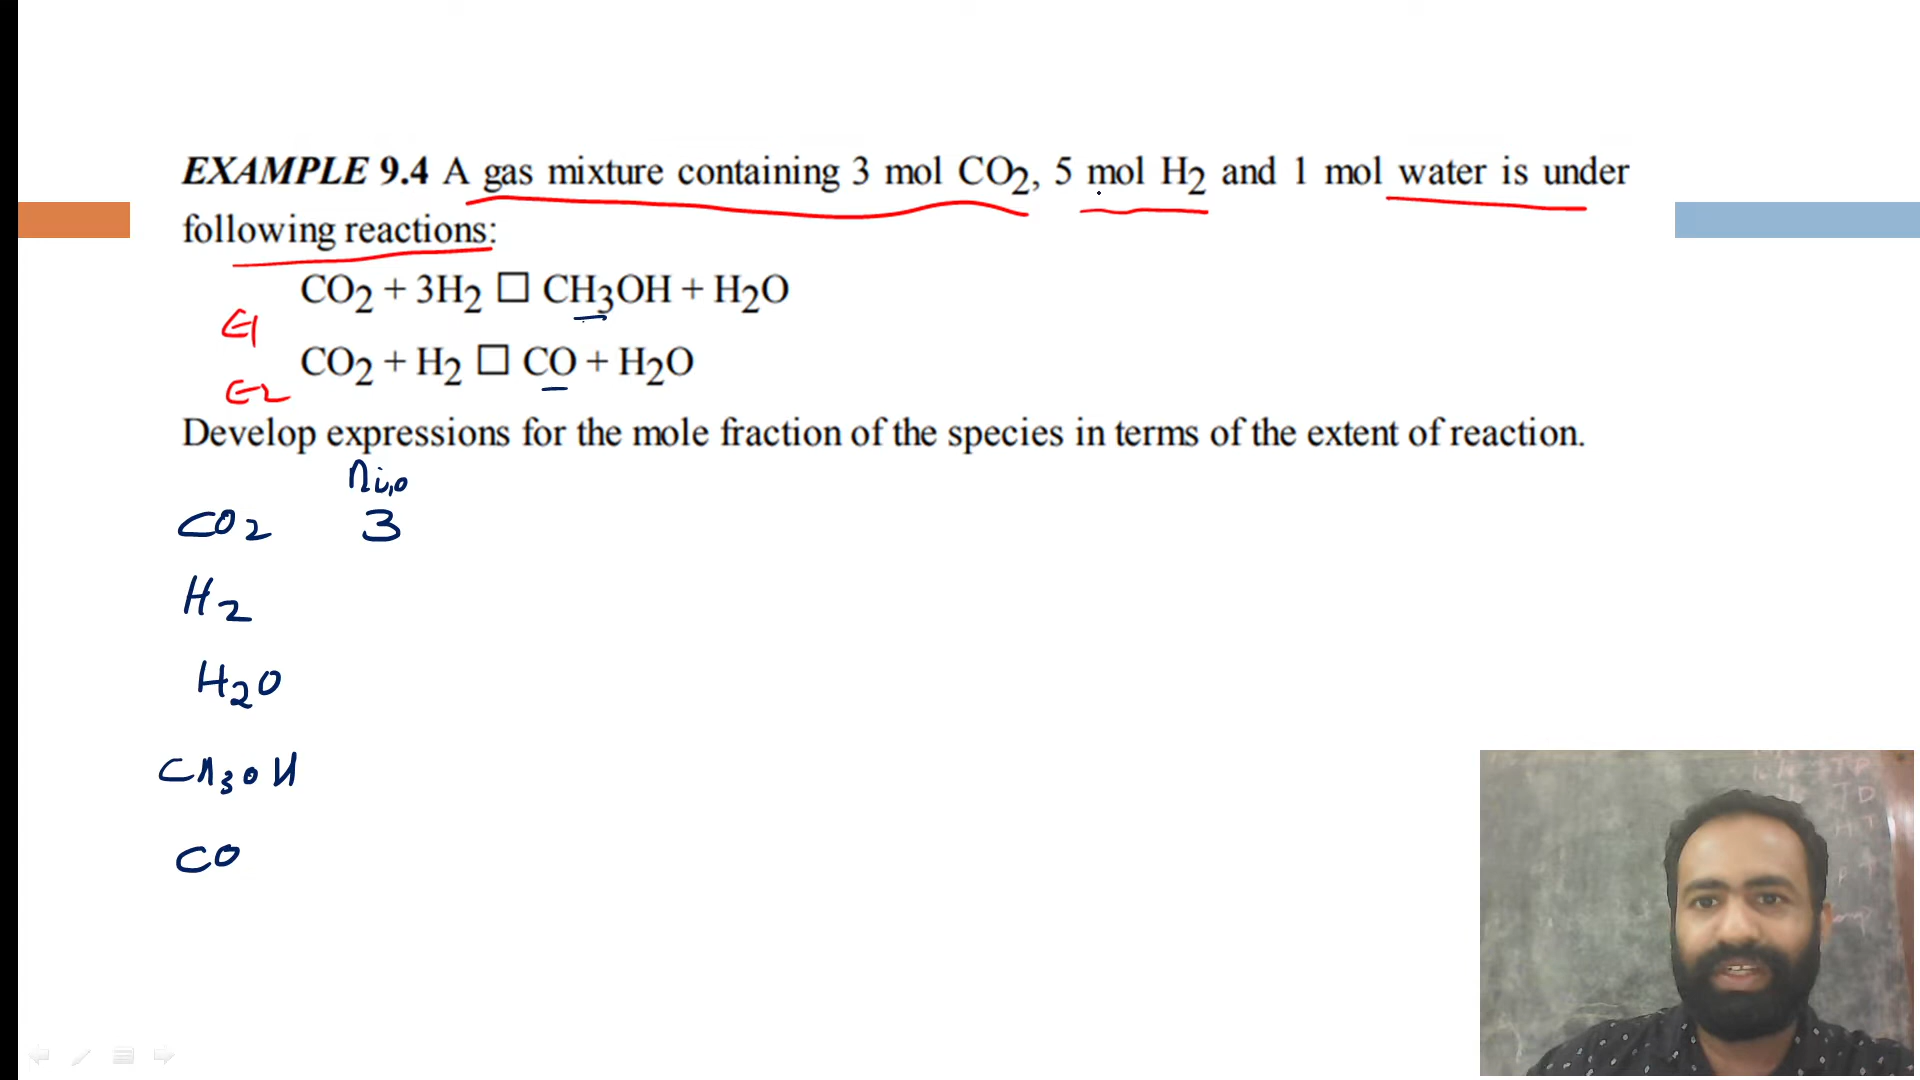 EXAMPLE 9.4 A gas mixture containing 3 mol CO2, 5 mol H2 and 1 mol water is under
following reactions:
CO2 + 3H2 □ CH3OH + H2O
ϵ1
CO2 + H2 □ CO + H2O
ϵ2
Develop expressions for the mole fraction of the species in terms of the extent of reaction.
ni,o
CO2 3
H2
H2O
CH3OH
CO